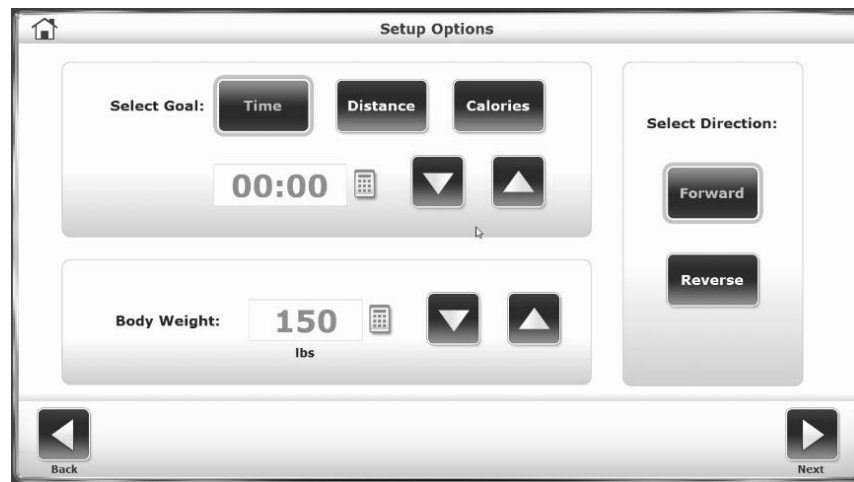 Setup Options
Select Goal: Time Distance Calories
00:00
Select Direction:
Forward
Reverse
Body Weight: 150
lbs
Back
Next